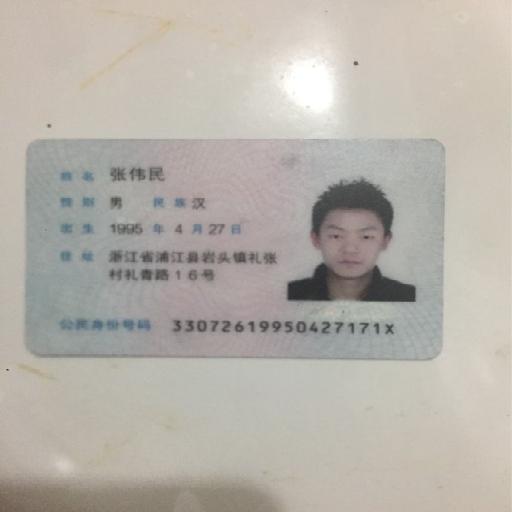 姓名 张伟民
性别 男 民族 汉
出生 1995 年 4 月 27 日
住址 浙江省浦江县岩头镇礼张
村礼青路16号
公民身份号码 33072619950427171X